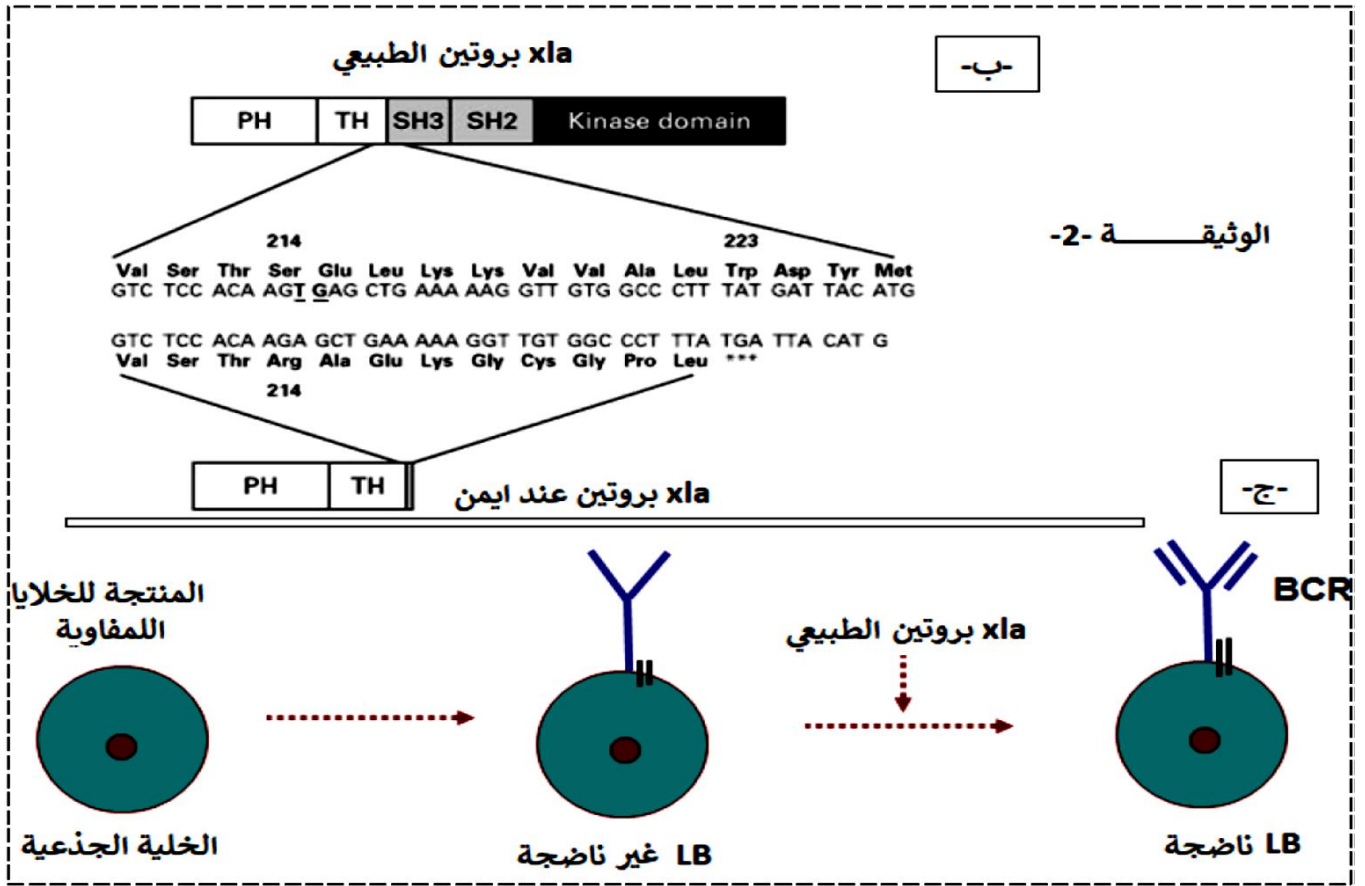 -ب-
xla بروتين الطبيعي
PH TH SH3 SH2 Kinase domain
الوثيقـــــــة -2-
214 223
Val Ser Thr Ser Glu Leu Lys Lys Val Val Ala Leu Trp Asp Tyr Met
GTC TCC ACA AGT GAG CTG AAA AAG GTT GTG GCC CTT TAT GAT TAC ATG
GTC TCC ACA AGA GCT GAA AAA GGT TGT GGC CCT TTA TGA TTA CAT G
Val Ser Thr Arg Ala Glu Lys Gly Cys Gly Pro Leu ***
214
PH TH
xla بروتين عند ايمن
-ج-
BCR
المنتجة للخلايا
اللمفاوية
xla بروتين الطبيعي
الخلية الجذعية
LB غير ناضجة
LB ناضجة